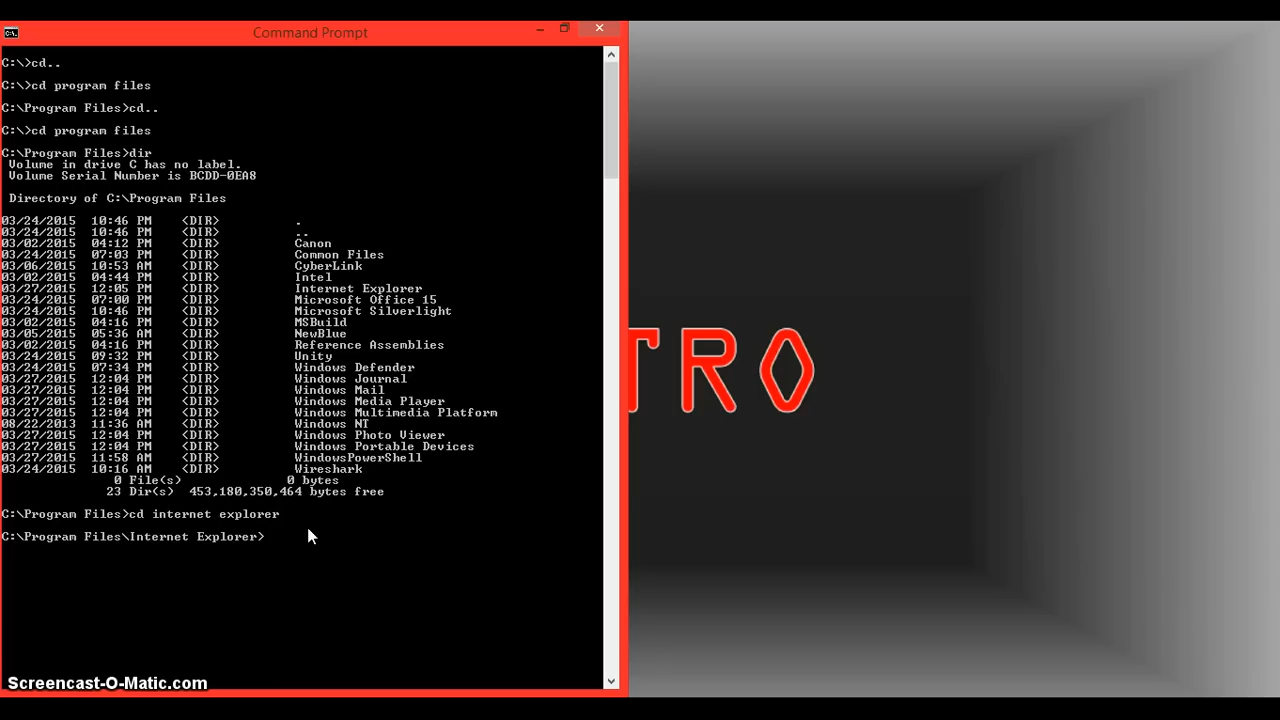 Command Prompt
C:\>cd..
C:\>cd program files
C:\Program Files>cd..
C:\>cd program files
C:\Program Files>dir
Volume in drive C has no label.
Volume Serial Number is BCDD-0EA8
Directory of C:\Program Files
03/24/2015  10:46 PM    <DIR>          .
03/24/2015  10:46 PM    <DIR>          ..
03/02/2015  04:12 PM    <DIR>          Canon
03/24/2015  07:03 PM    <DIR>          Common Files
03/06/2015  10:53 AM    <DIR>          CyberLink
03/02/2015  04:44 PM    <DIR>          Intel
03/27/2015  12:05 PM    <DIR>          Internet Explorer
03/24/2015  07:00 PM    <DIR>          Microsoft Office 15
03/24/2015  10:46 PM    <DIR>          Microsoft Silverlight
03/02/2015  04:16 PM    <DIR>          MSBuild
03/05/2015  05:36 AM    <DIR>          NewBlue
03/02/2015  04:16 PM    <DIR>          Reference Assemblies
03/24/2015  09:32 PM    <DIR>          Unity
03/24/2015  07:34 PM    <DIR>          Windows Defender
03/27/2015  12:04 PM    <DIR>          Windows Journal
03/27/2015  12:04 PM    <DIR>          Windows Mail
03/27/2015  12:04 PM    <DIR>          Windows Media Player
03/27/2015  12:04 PM    <DIR>          Windows Multimedia Platform
08/22/2013  11:36 AM    <DIR>          Windows NT
03/27/2015  12:04 PM    <DIR>          Windows Photo Viewer
03/27/2015  12:04 PM    <DIR>          Windows Portable Devices
03/27/2015  11:58 AM    <DIR>          WindowsPowerShell
03/24/2015  10:16 AM    <DIR>          Wireshark
0 File(s)              0 bytes
23 Dir(s)  453,180,350,464 bytes free
C:\Program Files>cd internet explorer
C:\Program Files\Internet Explorer>
TRO
Screencast-O-Matic.com